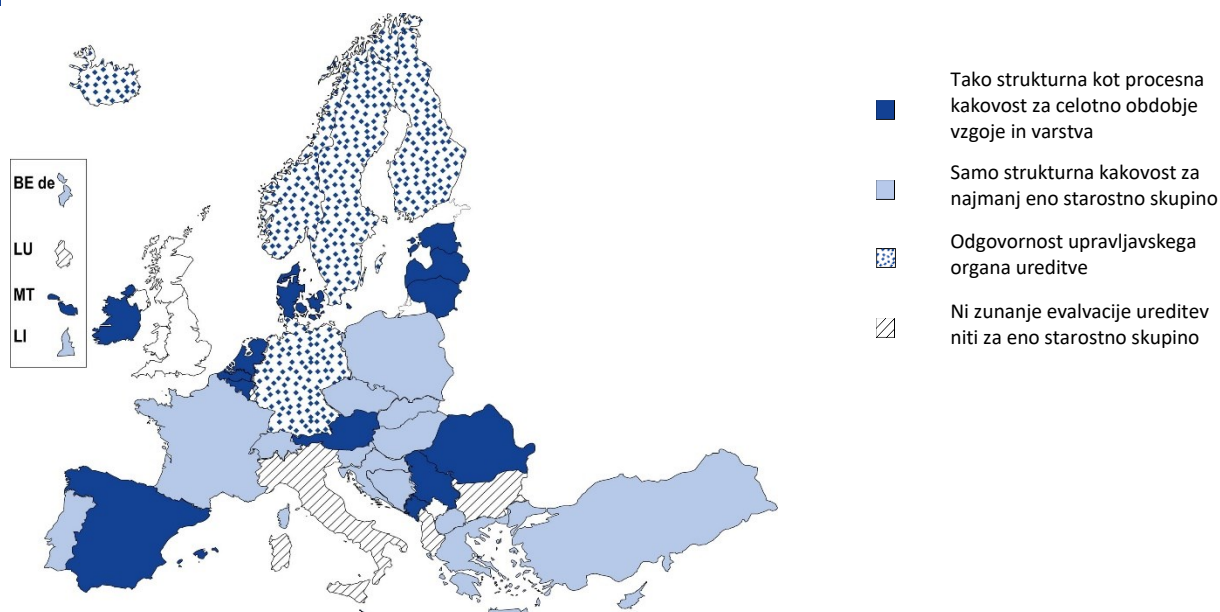 BE de
LU
MT
LI
Tako strukturna kot procesna
kakovost za celotno obdobje
vzgoje in varstva
Samo strukturna kakovost za
najmanj eno starostno skupino
Odgovornost upravljavskega
organa ureditve
Ni zunanje evalvacije ureditev
niti za eno starostno skupino